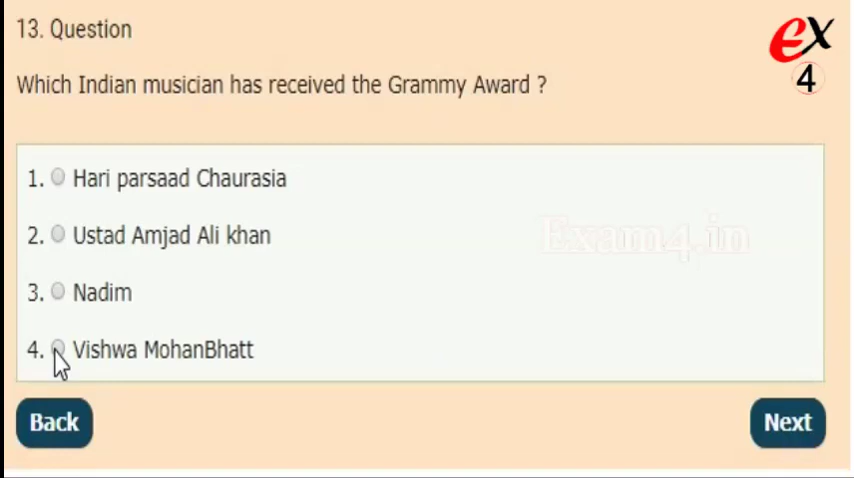 13. Question
ex
4
Which Indian musician has received the Grammy Award ?
1. Hari parsaad Chaurasia
2. Ustad Amjad Ali khan
Exam4.in
3. Nadim
4. Vishwa MohanBhatt
Back
Next